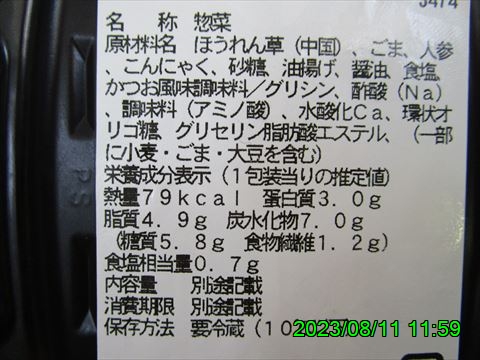 5474
名　称 惣菜
原材料名　ほうれん草（中国）、ごま、人参
、こんにゃく、砂糖、油揚げ、醤油、食塩、
かつお風味調味料／グリシン、酢酸（Ｎａ）
、調味料（アミノ酸）、水酸化Ｃａ、環状オ
リゴ糖、グリセリン脂肪酸エステル、（一部
に小麦・ごま・大豆を含む）
栄養成分表示（１包装当りの推定値）
熱量７９ｋｃａｌ　蛋白質３．０ｇ
脂質４．９ｇ　炭水化物７．０ｇ
（糖質５．８ｇ　食物繊維１．２ｇ）
食塩相当量０．７ｇ
内容量　別途記載
消費期限　別途記載
保存方法　要冷蔵（１０
2023/08/11 11:59
PS